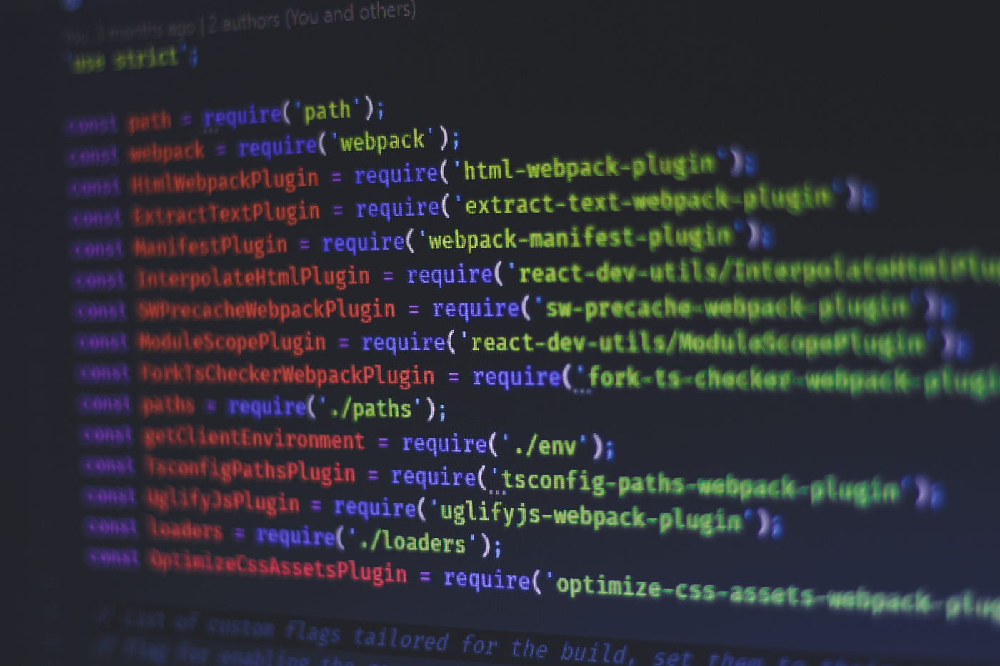 You, 3 months ago | 2 authors (You and others)
'use strict';
const path = require('path');
const webpack = require('webpack');
const HtmlWebpackPlugin = require('html-webpack-plugin');
const ExtractTextPlugin = require('extract-text-webpack-plugin');
const ManifestPlugin = require('webpack-manifest-plugin');
const InterpolateHtmlPlugin = require('react-dev-utils/InterpolateHtmlPlu
const SWPrecacheWebpackPlugin = require('sw-precache-webpack-plugin');
const ModuleScopePlugin = require('react-dev-utils/ModuleScopePlugin');
const ForkTsCheckerWebpackPlugin = require('fork-ts-checker-webpack-plugi
const paths = require('./paths');
const getClientEnvironment = require('./env');
const TsconfigPathsPlugin = require('tsconfig-paths-webpack-plugin');
const UglifyJsPlugin = require('uglifyjs-webpack-plugin');
const loaders = require('./loaders');
const OptimizeCssAssetsPlugin = require('optimize-css-assets-webpack-plug
// List of custom flags tailored for the build, set them to their
// Flag for enabling the